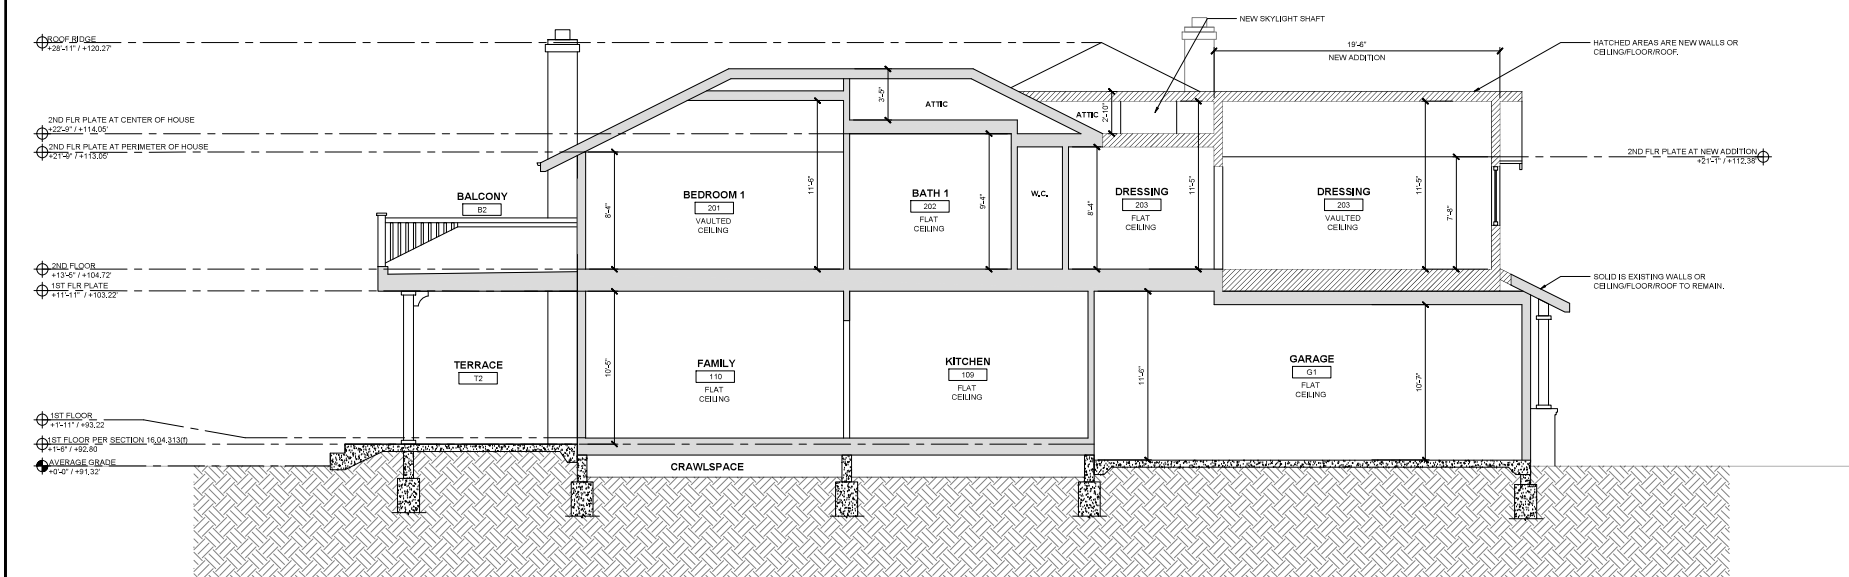 NEW SKYLIGHT SHAFT
ROOF RIDGE
+28'-11" / +120.27'
19'-6"
NEW ADDITION
HATCHED AREAS ARE NEW WALLS OR
CEILING/FLOOR/ROOF.
3'-5"
ATTIC
ATTIC
2'-10"
2ND FLR PLATE AT CENTER OF HOUSE
+22'-9" / +114.05'
2ND FLR PLATE AT PERIMETER OF HOUSE
+21'-9" / +113.05'
2ND FLR PLATE AT NEW ADDITION
+21'-1" / +112.38'
BALCONY
B2
8'-4"
BEDROOM 1
201
VAULTED
CEILING
11'-6"
BATH 1
202
FLAT
CEILING
9'-4"
W.C.
8'-4"
DRESSING
203
FLAT
CEILING
11'-5"
DRESSING
203
VAULTED
CEILING
11'-5"
7'-8"
2ND FLOOR
+13'-5" / +104.72'
1ST FLR PLATE
+11'-11" / +103.22'
SOLID IS EXISTING WALLS OR
CEILING/FLOOR/ROOF TO REMAIN.
TERRACE
T2
10'-5"
FAMILY
110
FLAT
CEILING
KITCHEN
109
FLAT
CEILING
11'-6"
GARAGE
G1
FLAT
CEILING
10'-7"
1ST FLOOR
+1'-11" / +93.22
1ST FLOOR PER SECTION 16.04.313(f)
+1'-6" / +92.80
AVERAGE GRADE
+0'-0" / +91.32'
CRAWLSPACE